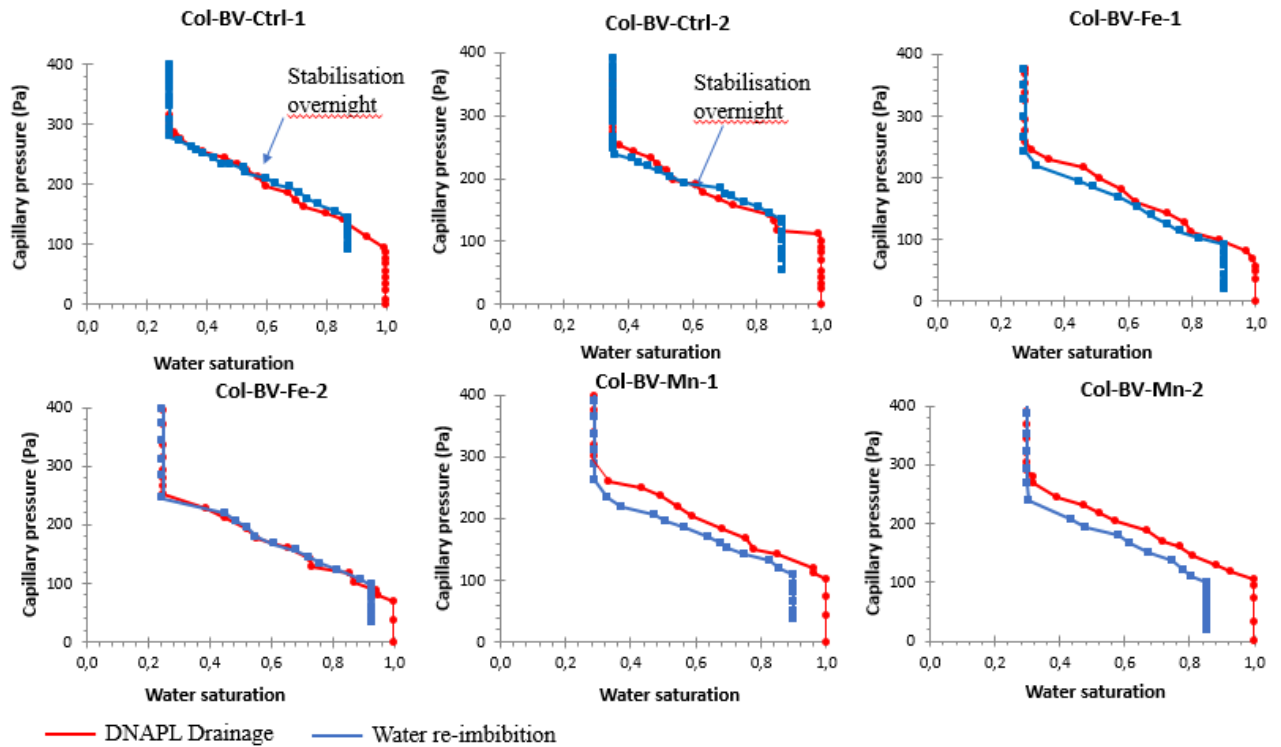 Col-BV-Ctrl-1
Capillary pressure (Pa)
400
300
200
100
0
Stabilisation
overnight
0,0 0,2 0,4 0,6 0,8 1,0
Water saturation
Col-BV-Ctrl-2
Capillary pressure (Pa)
400
300
200
100
0
Stabilisation
overnight
0,0 0,2 0,4 0,6 0,8 1,0
Water saturation
Col-BV-Fe-1
Capillary pressure (Pa)
400
300
200
100
0
0,0 0,2 0,4 0,6 0,8 1,0
Water saturation
Col-BV-Fe-2
Capillary pressure (Pa)
400
300
200
100
0
0,0 0,2 0,4 0,6 0,8 1,0
Water saturation
Col-BV-Mn-1
Capillary pressure (Pa)
400
300
200
100
0
0,0 0,2 0,4 0,6 0,8 1,0
Water saturation
Col-BV-Mn-2
Capillary pressure (Pa)
400
300
200
100
0
0,0 0,2 0,4 0,6 0,8 1,0
Water saturation
DNAPL Drainage
Water re-imbibition